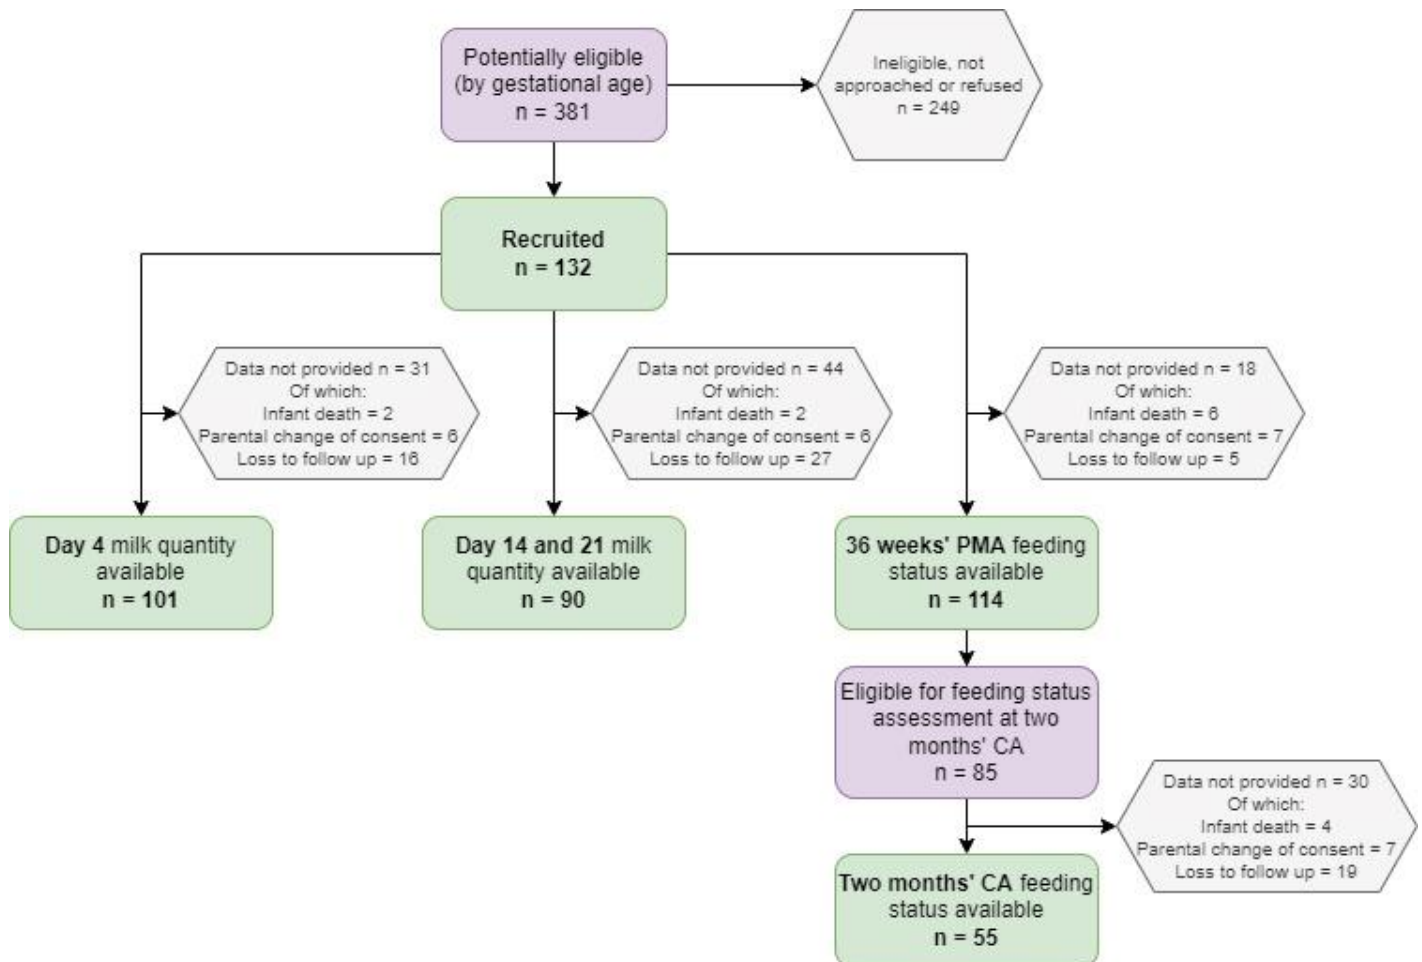 Potentially eligible
(by gestational age)
n = 381
Ineligible, not
approached or refused
n = 249
Recruited
n = 132
Data not provided n = 31
Of which:
Infant death = 2
Parental change of consent = 6
Loss to follow up = 16
Data not provided n = 44
Of which:
Infant death = 2
Parental change of consent = 6
Loss to follow up = 27
Data not provided n = 18
Of which:
Infant death = 6
Parental change of consent = 7
Loss to follow up = 5
Day 4 milk quantity
available
n = 101
Day 14 and 21 milk
quantity available
n = 90
36 weeks' PMA feeding
status available
n = 114
Eligible for feeding status
assessment at two
months' CA
n = 85
Data not provided n = 30
Of which:
Infant death = 4
Parental change of consent = 7
Loss to follow up = 19
Two months' CA feeding
status available
n = 55